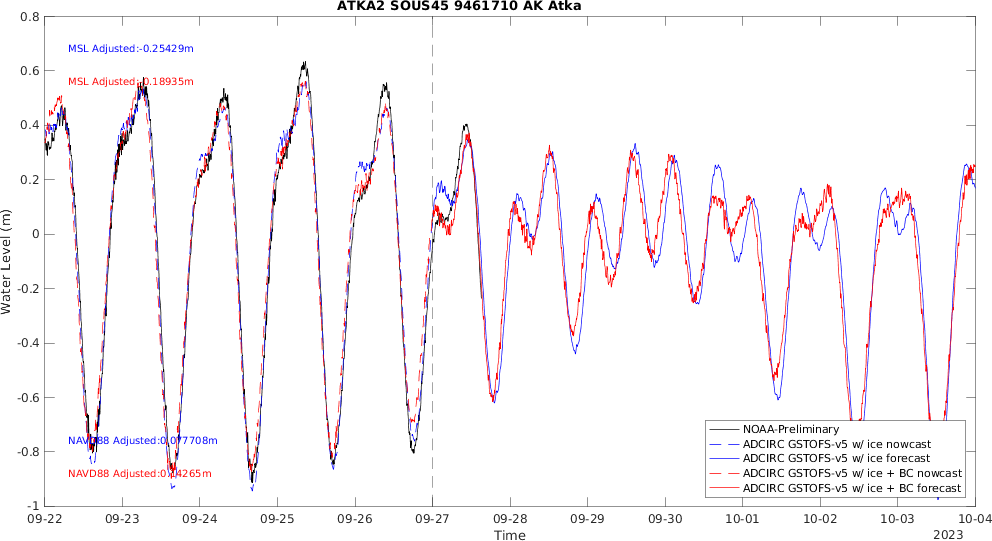 ATKA2 SOUS45 9461710 AK Atka
0.8
0.6
0.4
0.2
0
-0.2
-0.4
-0.6
-0.8
-1
Water Level (m)
MSL Adjusted:-0.25429m
MSL Adjusted:-0.18935m
NAVD88 Adjusted:0.077708m
NAVD88 Adjusted:0.14265m
NOAA-Preliminary
ADCIRC GSTOFS-v5 w/ ice nowcast
ADCIRC GSTOFS-v5 w/ ice forecast
ADCIRC GSTOFS-v5 w/ ice + BC nowcast
ADCIRC GSTOFS-v5 w/ ice + BC forecast
09-22 09-23 09-24 09-25 09-26 09-27 09-28 09-29 09-30 10-01 10-02 10-03 10-04
Time
2023